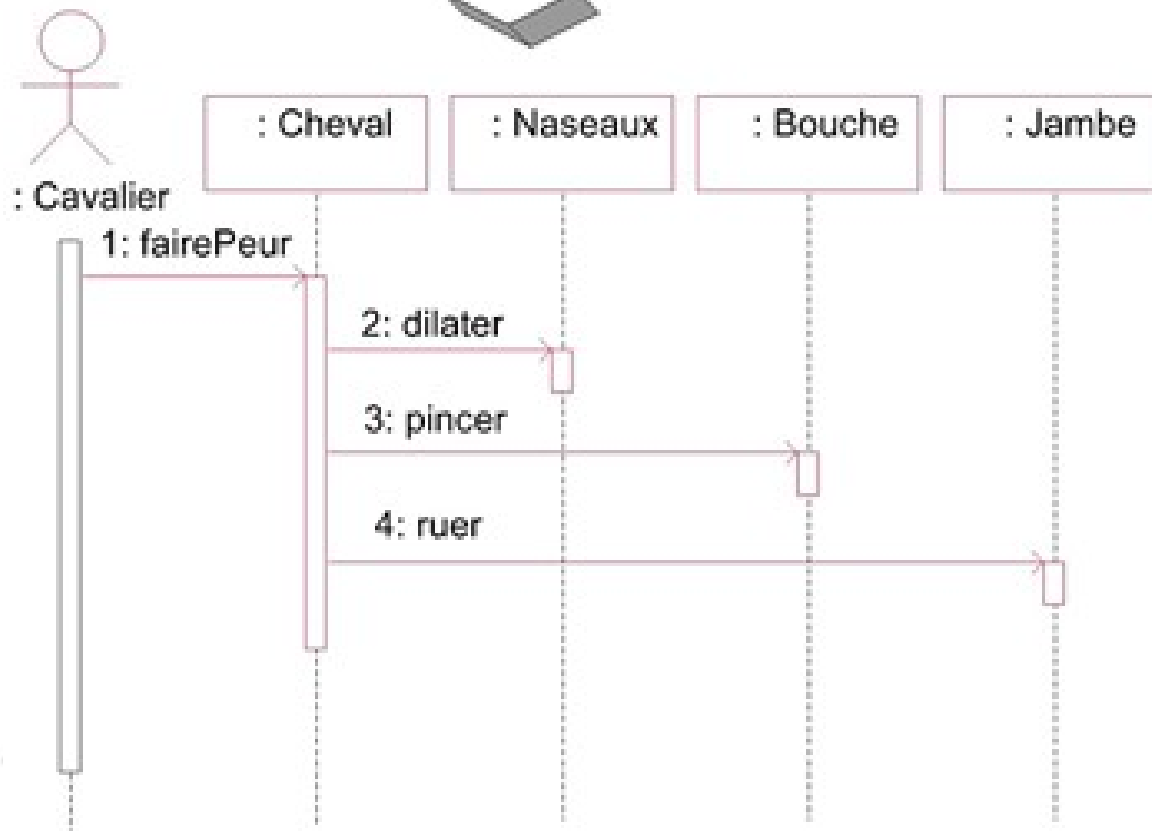 : Cheval
: Naseaux
: Bouche
: Jambe
: Cavalier
1: fairePeur
2: dilater
3: pincer
4: ruer